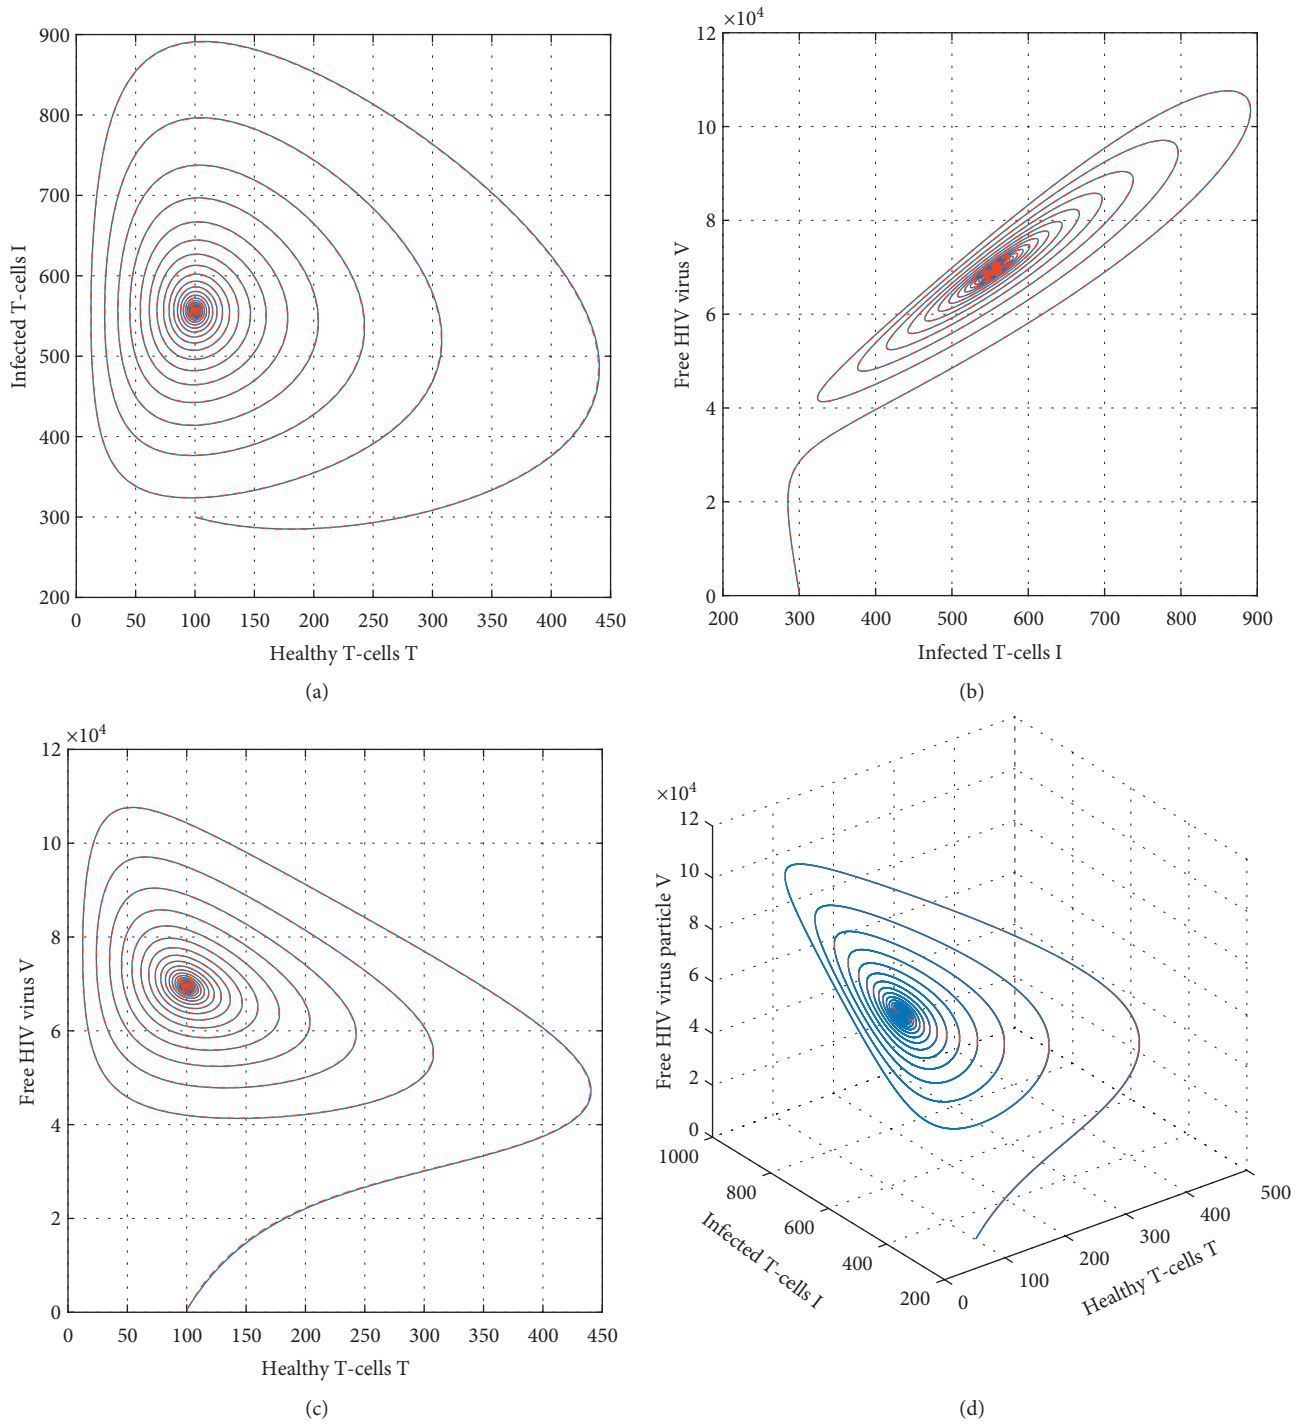 900
800
700
600
500
400
300
200
Infected T-cells I
0 50 100 150 200 250 300 350 400 450
Healthy T-cells T
(a)
×10⁴
12
10
8
6
4
2
0
Free HIV virus V
200 300 400 500 600 700 800 900
Infected T-cells I
(b)
×10⁴
12
10
8
6
4
2
0
Free HIV virus V
0 50 100 150 200 250 300 350 400 450
Healthy T-cells T
(c)
×10⁴
12
10
8
6
4
2
0
Free HIV virus particle V
1000
800
600
400
200
Infected T-cells I
0
100
200
300
400
500
Healthy T-cells T
(d)